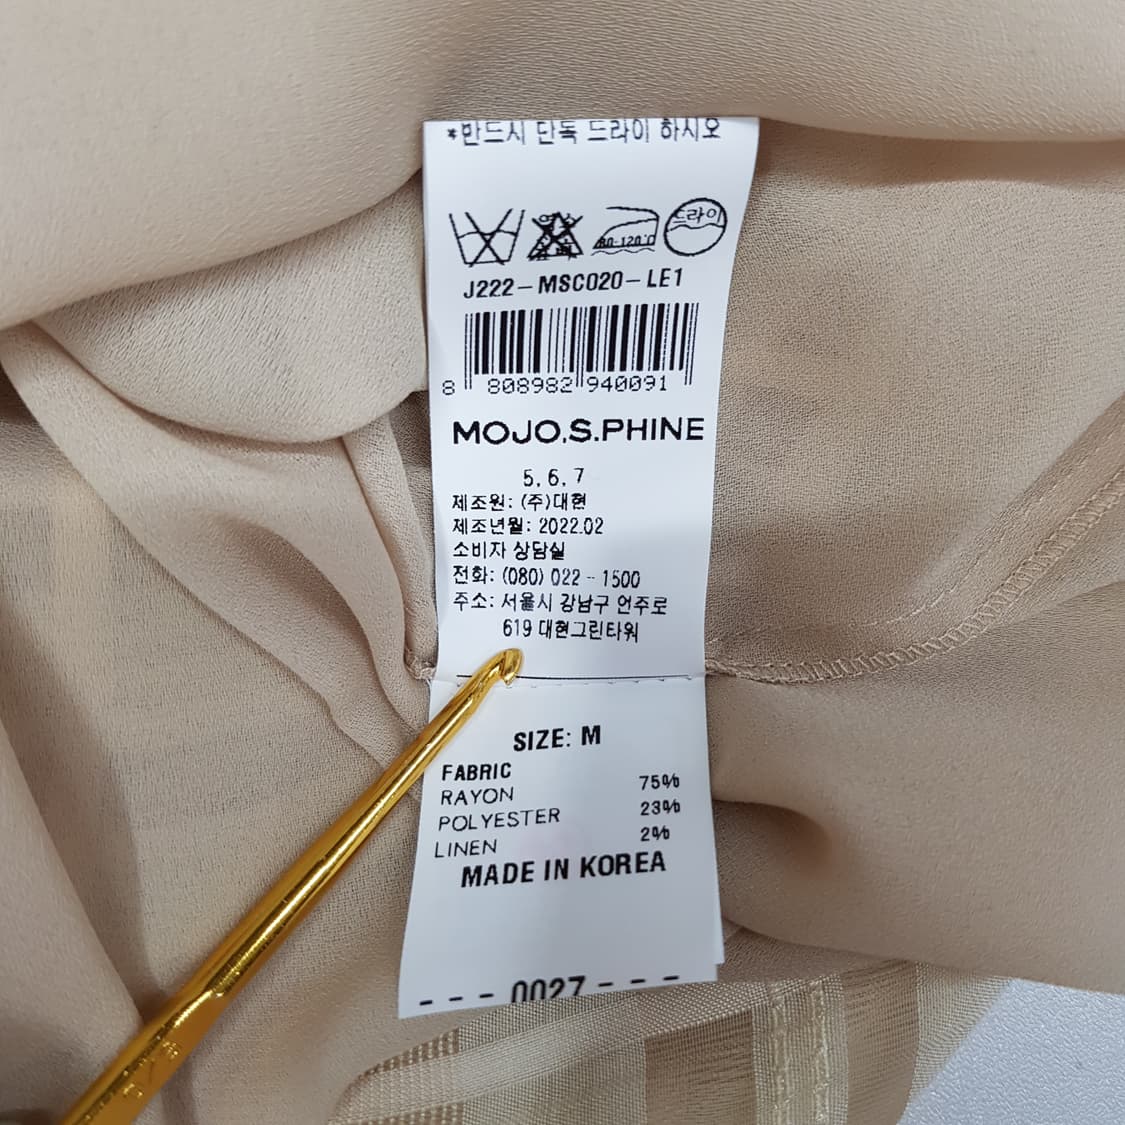 *반드시 단독 드라이 하시오
80-120℃ 드라이
J222-MSC020-LE1
8 808982 940091
MOJO.S.PHINE
5, 6, 7
제조원: (주)대현
제조년월: 2022.02
소비자 상담실
전화: (080) 022 - 1500
주소: 서울시 강남구 언주로
619 대현그린타워
SIZE: M
FABRIC
RAYON 75%
POLYESTER 23%
LINEN 2%
MADE IN KOREA
- - - 0027 - - -